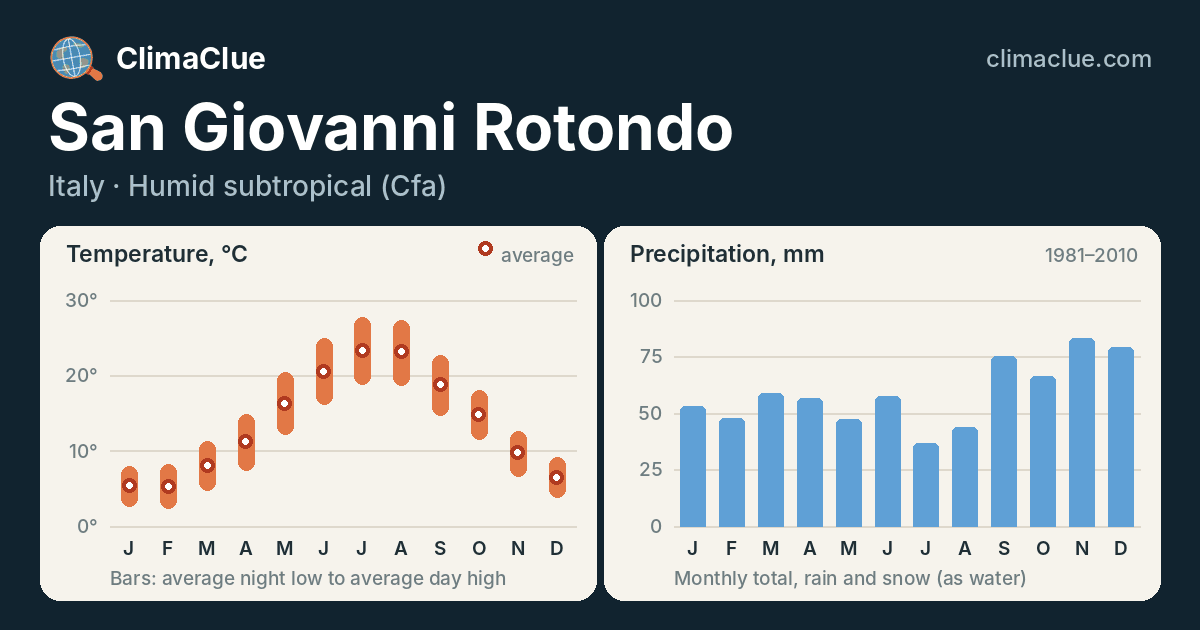 ClimaClue
climaclue.com
San Giovanni Rotondo
Italy · Humid subtropical (Cfa)
Temperature, °C
average
30°
20°
10°
0°
J F M A M J J A S O N D
Bars: average night low to average day high
Precipitation, mm
1981–2010
100
75
50
25
0
J F M A M J J A S O N D
Monthly total, rain and snow (as water)